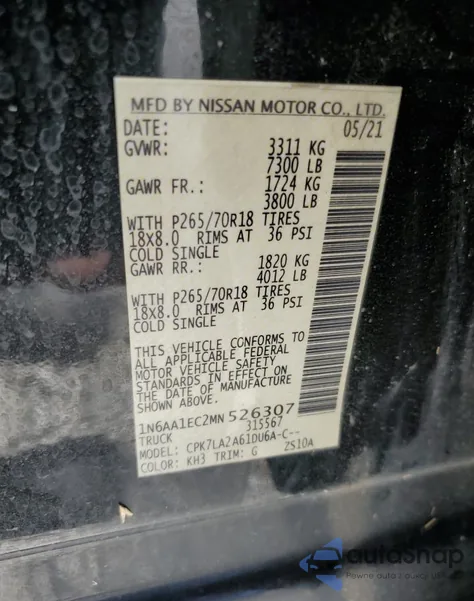 MFD BY NISSAN MOTOR CO., LTD.
DATE: 05/21
GVWR: 3311 KG
7300 LB
GAWR FR.: 1724 KG
3800 LB
WITH P265/70R18 TIRES
18X8.0 RIMS AT 36 PSI
COLD SINGLE
GAWR RR.: 1820 KG
4012 LB
WITH P265/70R18 TIRES
18X8.0 RIMS AT 36 PSI
COLD SINGLE
THIS VEHICLE CONFORMS TO
ALL APPLICABLE FEDERAL
MOTOR VEHICLE SAFETY
STANDARDS IN EFFECT ON
THE DATE OF MANUFACTURE
SHOWN ABOVE.
1N6AA1EC2MN526307
TRUCK 315567
MODEL: CPK7LA2A61DU6A-C--
COLOR: KH3 TRIM: G 2S10A
autoSnap
Pewne auta z aukcji